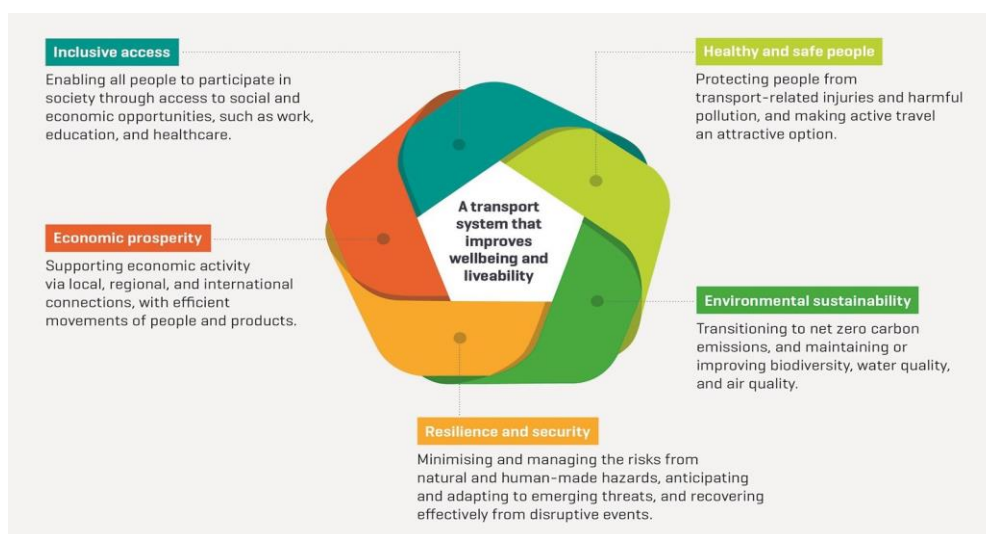 Inclusive access
Enabling all people to participate in
society through access to social and
economic opportunities, such as work,
education, and healthcare.
Healthy and safe people
Protecting people from
transport-related injuries and harmful
pollution, and making active travel
an attractive option.
A transport
system that
improves
wellbeing and
liveability
Economic prosperity
Supporting economic activity
via local, regional, and international
connections, with efficient
movements of people and products.
Environmental sustainability
Transitioning to net zero carbon
emissions, and maintaining or
improving biodiversity, water quality,
and air quality.
Resilience and security
Minimising and managing the risks from
natural and human-made hazards, anticipating
and adapting to emerging threats, and recovering
effectively from disruptive events.